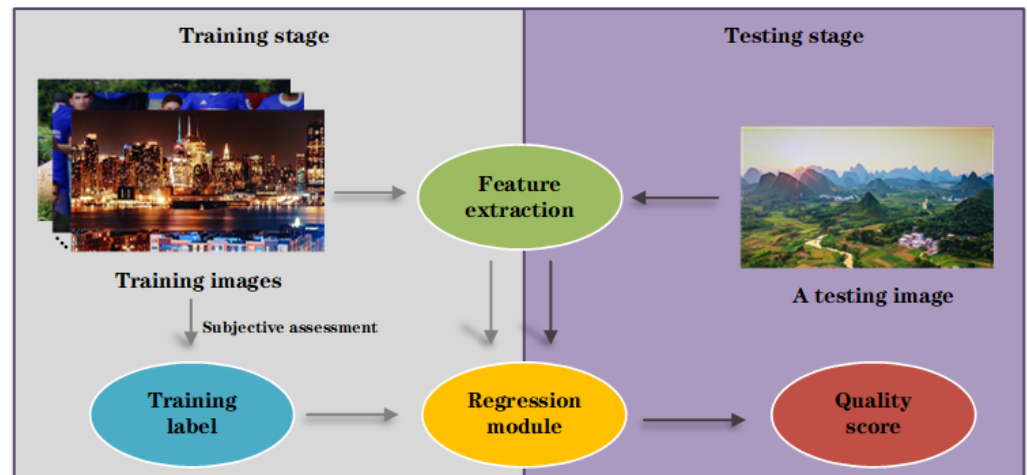 Training stage
Testing stage
Feature
extraction
Training images
A testing image
Subjective assessment
Training
label
Regression
module
Quality
score